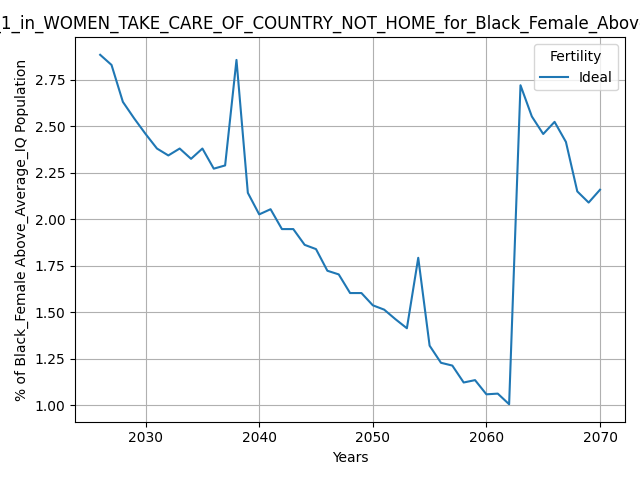 _1_in_WOMEN_TAKE_CARE_OF_COUNTRY_NOT_HOME_for_Black_Female_Abov
Fertility
Ideal
% of Black_Female Above_Average_IQ Population
2.75
2.50
2.25
2.00
1.75
1.50
1.25
1.00
2030 2040 2050 2060 2070
Years